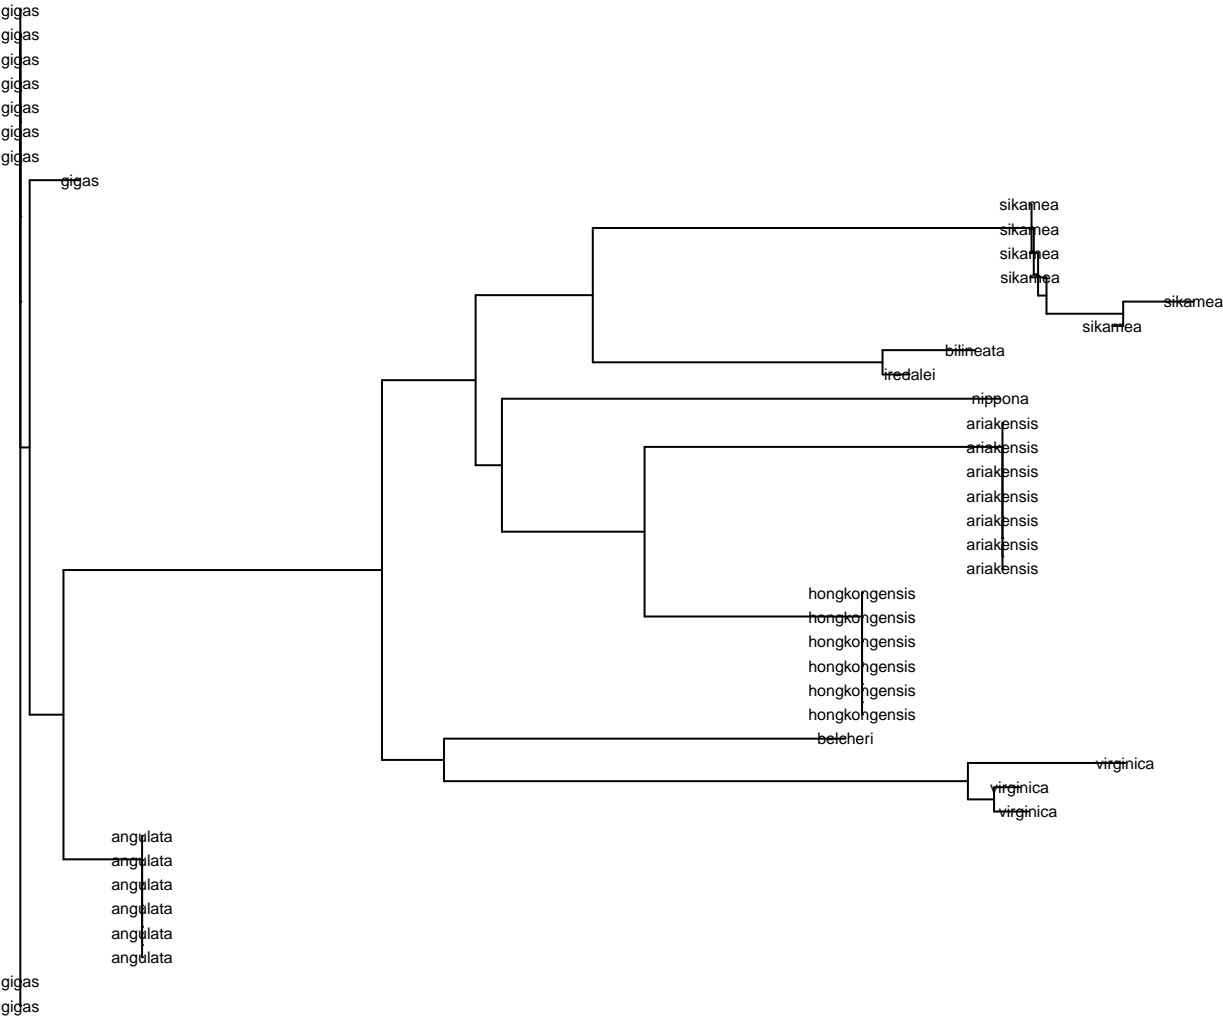 gigas
gigas
gigas
gigas
gigas
gigas
gigas
gigas
sikamea
sikamea
sikamea
sikamea
sikamea
sikamea
bilineata
iredalei
nippona
ariakensis
ariakensis
ariakensis
ariakensis
ariakensis
ariakensis
ariakensis
hongkongensis
hongkongensis
hongkongensis
hongkongensis
hongkongensis
hongkongensis
belcheri
virginica
virginica
virginica
angulata
angulata
angulata
angulata
angulata
angulata
gigas
gigas